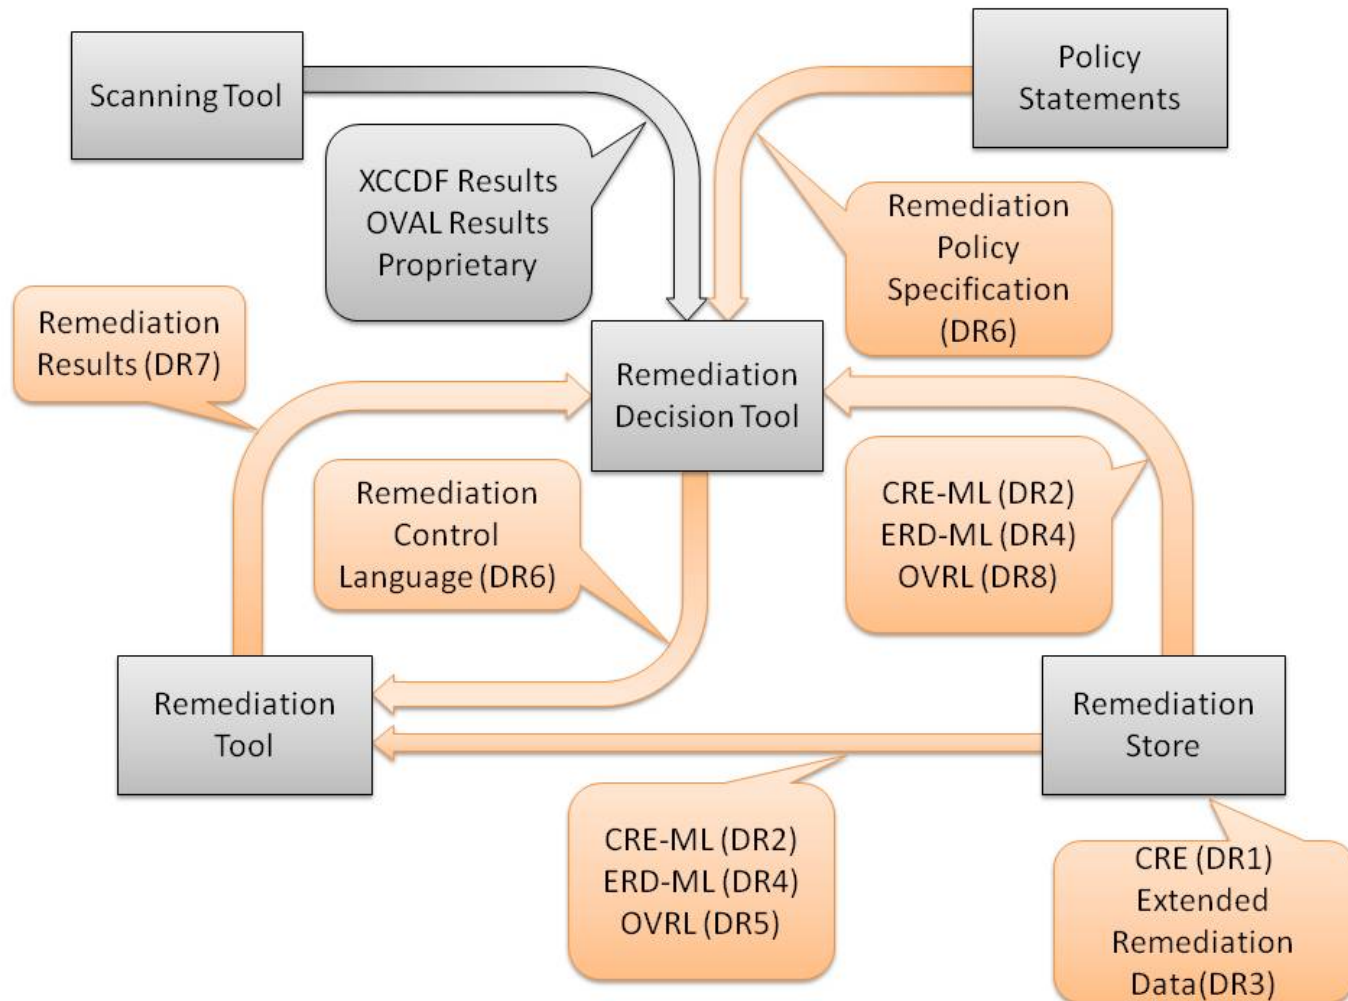 Scanning Tool
Policy
Statements
XCCDF Results
OVAL Results
Proprietary
Remediation
Policy
Specification
(DR6)
Remediation
Results (DR7)
Remediation
Decision Tool
Remediation
Control
Language (DR6)
CRE-ML (DR2)
ERD-ML (DR4)
OVRL (DR8)
Remediation
Tool
Remediation
Store
CRE-ML (DR2)
ERD-ML (DR4)
OVRL (DR5)
CRE (DR1)
Extended
Remediation
Data(DR3)